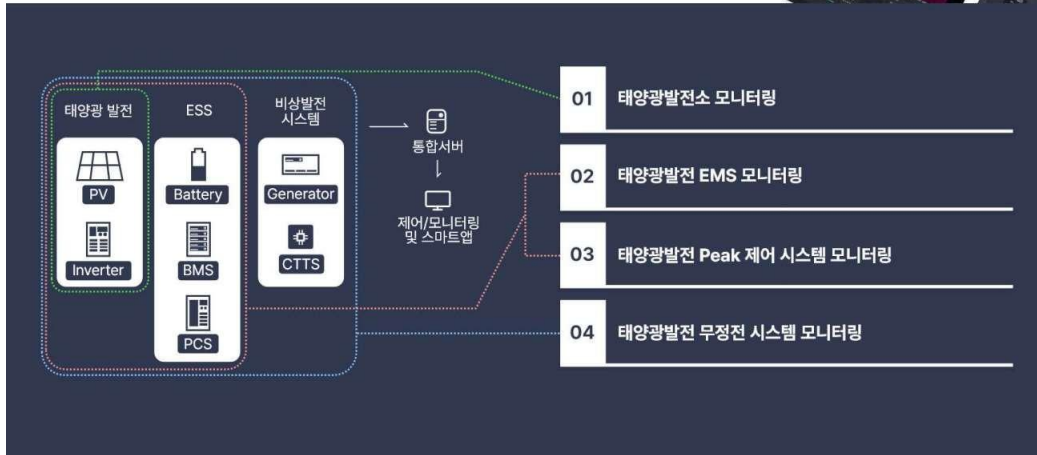 태양광 발전
PV
Inverter
ESS
Battery
BMS
PCS
비상발전
시스템
Generator
CTTS
통합서버
제어/모니터링
및 스마트앱
01 태양광발전소 모니터링
02 태양광발전 EMS 모니터링
03 태양광발전 Peak 제어 시스템 모니터링
04 태양광발전 무정전 시스템 모니터링